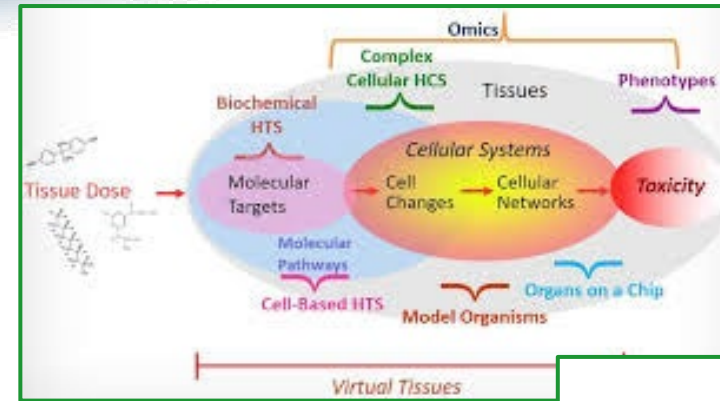 Omics
Complex
Cellular HCS
Tissues
Phenotypes
Biochemical
HTS
Cellular Systems
Tissue Dose
Molecular
Targets
Cell
Changes
Cellular
Networks
Toxicity
Molecular
Pathways
Cell-Based HTS
Organs on a Chip
Model Organisms
Virtual Tissues